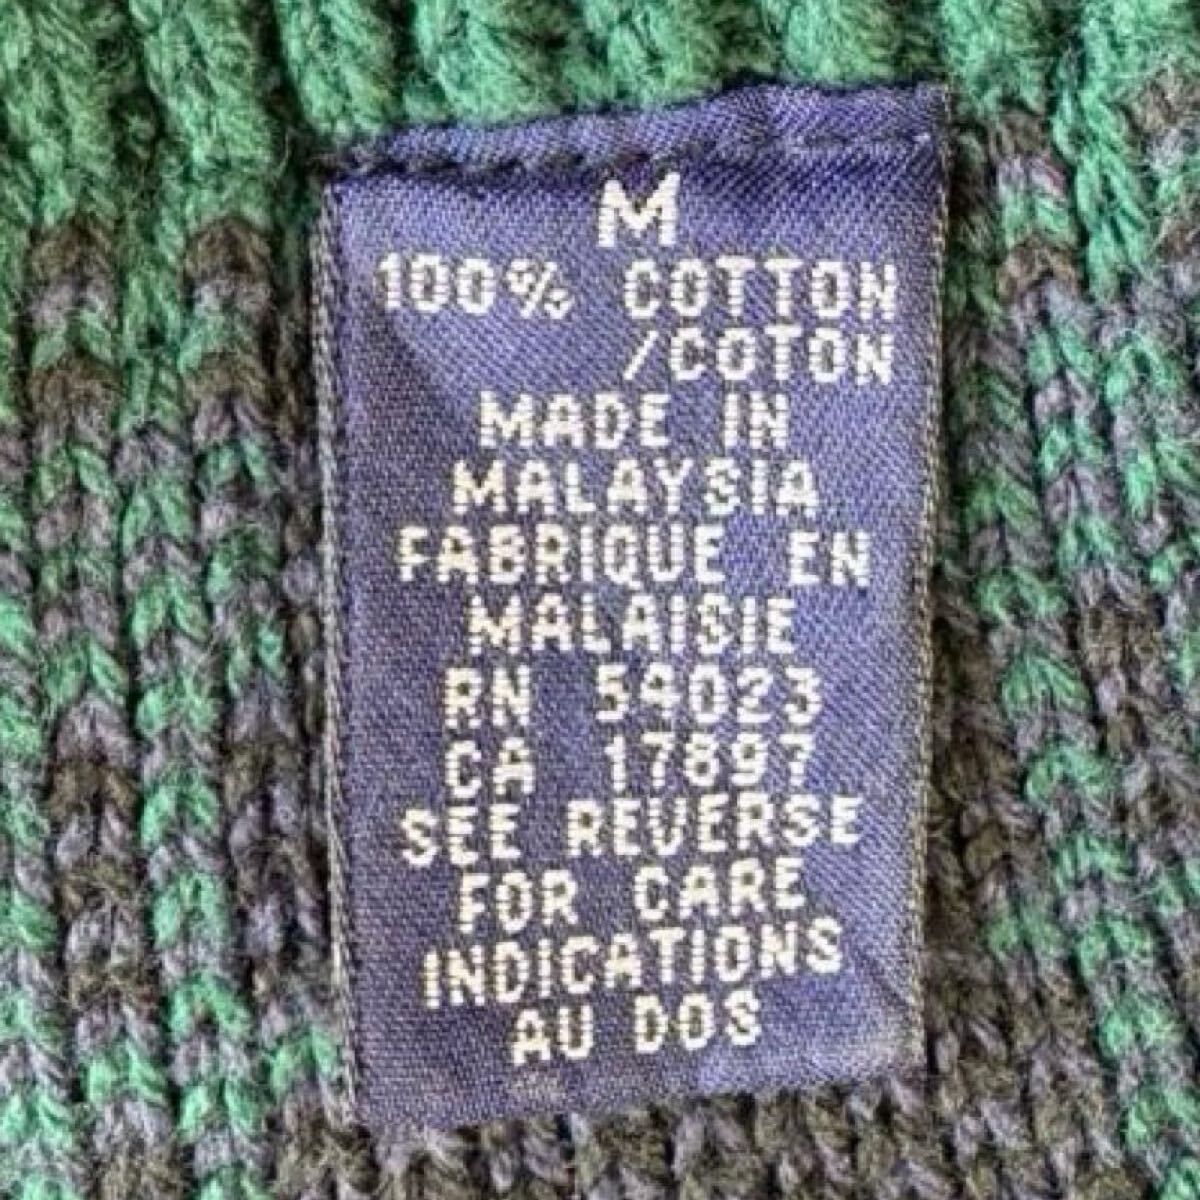 M
100% COTTON
/COTON
MADE IN
MALAYSIA
FABRIQUE EN
MALAISIE
RN 54023
CA 17897
SEE REVERSE
FOR CARE
INDICATIONS
AU DOS